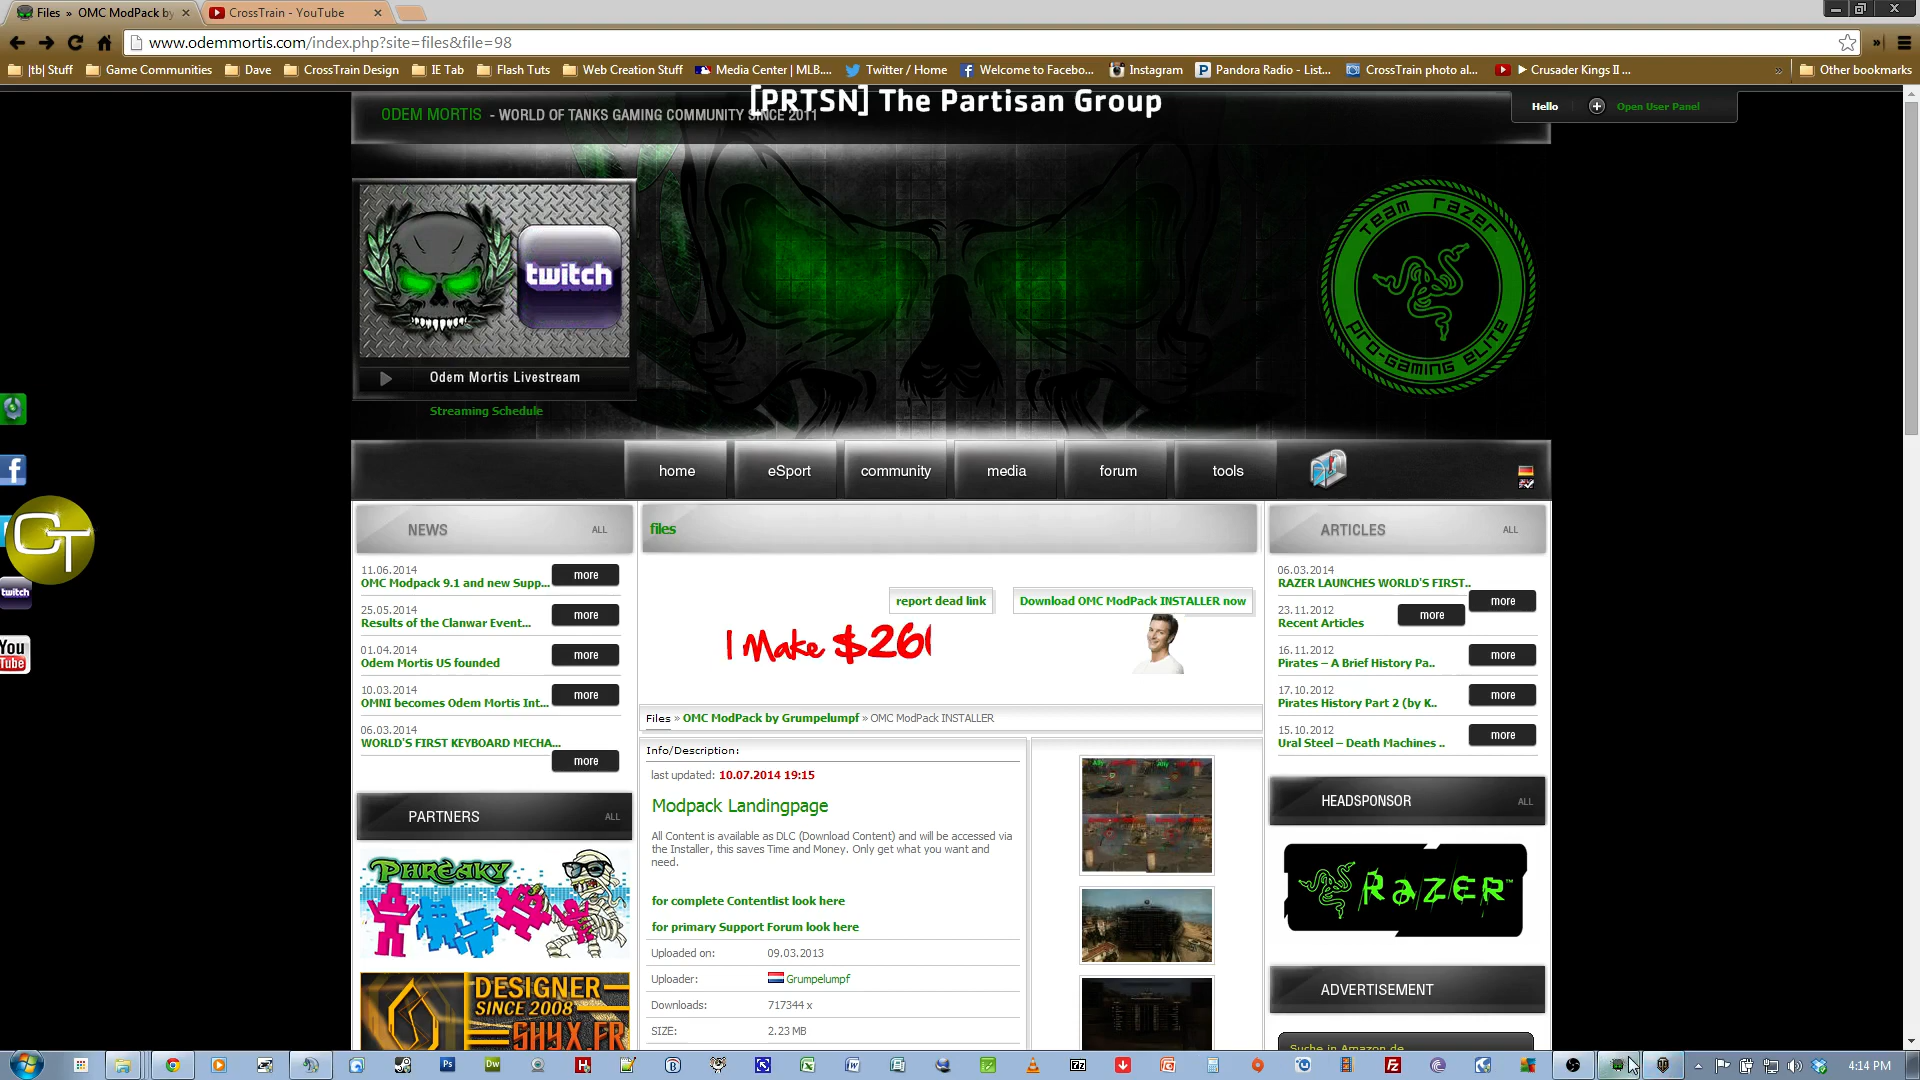 Files » OMC ModPack by
CrossTrain - YouTube
www.odemmortis.com/index.php?site=files&file=98
|tb| Stuff
Game Communities
Dave
CrossTrain Design
IE Tab
Flash Tuts
Web Creation Stuff
Media Center | MLB....
Twitter / Home
Welcome to Facebo...
Instagram
Pandora Radio - List...
CrossTrain photo al...
► Crusader Kings II ...
Other bookmarks
[PRTSN] The Partisan Group
ODEM MORTIS - WORLD OF TANKS GAMING COMMUNITY SINCE 2011
Hello
Open User Panel
twitch
TEAM RAZER
PRO-GAMING ELITE
Odem Mortis Livestream
Streaming Schedule
home
eSport
community
media
forum
tools
CT
twitch
You
Tube
NEWS
ALL
11.06.2014
OMC Modpack 9.1 and new Supp...
more
25.05.2014
Results of the Clanwar Event...
more
01.04.2014
Odem Mortis US founded
more
10.03.2014
OMNI becomes Odem Mortis Int...
more
06.03.2014
WORLD'S FIRST KEYBOARD MECHA...
more
PARTNERS
ALL
PHREAKY
DESIGNER
SINCE 2008
SHYX.FR
files
report dead link
Download OMC ModPack INSTALLER now
I Make $26
Files » OMC ModPack by Grumpelumpf » OMC ModPack INSTALLER
Info/Description:
last updated: 10.07.2014 19:15
Modpack Landingpage
All Content is available as DLC (Download Content) and will be accessed via
the Installer, this saves Time and Money. Only get what you want and
need.
for complete Contentlist look here
for primary Support Forum look here
Uploaded on: 09.03.2013
Uploader: Grumpelumpf
Downloads: 717344 x
SIZE: 2.23 MB
ARTICLES
ALL
06.03.2014
RAZER LAUNCHES WORLD'S FIRST..
more
23.11.2012
Recent Articles
more
16.11.2012
Pirates – A Brief History Pa..
more
17.10.2012
Pirates History Part 2 (by K..
more
15.10.2012
Ural Steel – Death Machines ..
more
HEADSPONSOR
ALL
RAZER™
ADVERTISEMENT
Suche in Amazon.de
Ps
Dw
7z
Fz
4:14 PM